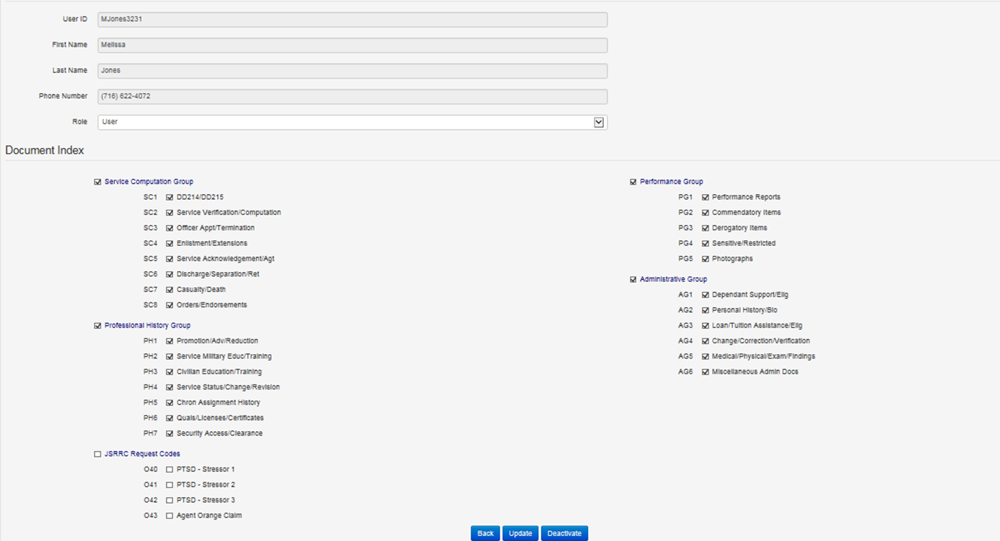 User ID MJones3231
First Name Melissa
Last Name Jones
Phone Number (716) 622-4072
Role User
Document Index
Service Computation Group
SC1 DD214/DD215
SC2 Service Verification/Computation
SC3 Officer Appt/Termination
SC4 Enlistment/Extensions
SC5 Service Acknowledgement/Agt
SC6 Discharge/Separation/Ret
SC7 Casualty/Death
SC8 Orders/Endorsements
Professional History Group
PH1 Promotion/Adv/Reduction
PH2 Service Military Educ/Training
PH3 Civilian Education/Training
PH4 Service Status/Change/Revision
PH5 Chron Assignment History
PH6 Quals/Licenses/Certificates
PH7 Security Access/Clearance
JSRRC Request Codes
O40 PTSD - Stressor 1
O41 PTSD - Stressor 2
O42 PTSD - Stressor 3
O43 Agent Orange Claim
Performance Group
PG1 Performance Reports
PG2 Commendatory Items
PG3 Derogatory Items
PG4 Sensitive/Restricted
PG5 Photographs
Administrative Group
AG1 Dependant Support/Elig
AG2 Personal History/Bio
AG3 Loan/Tuition Assistance/Elig
AG4 Change/Correction/Verification
AG5 Medical/Physical/Exam/Findings
AG6 Miscellaneous Admin Docs
Back Update Deactivate